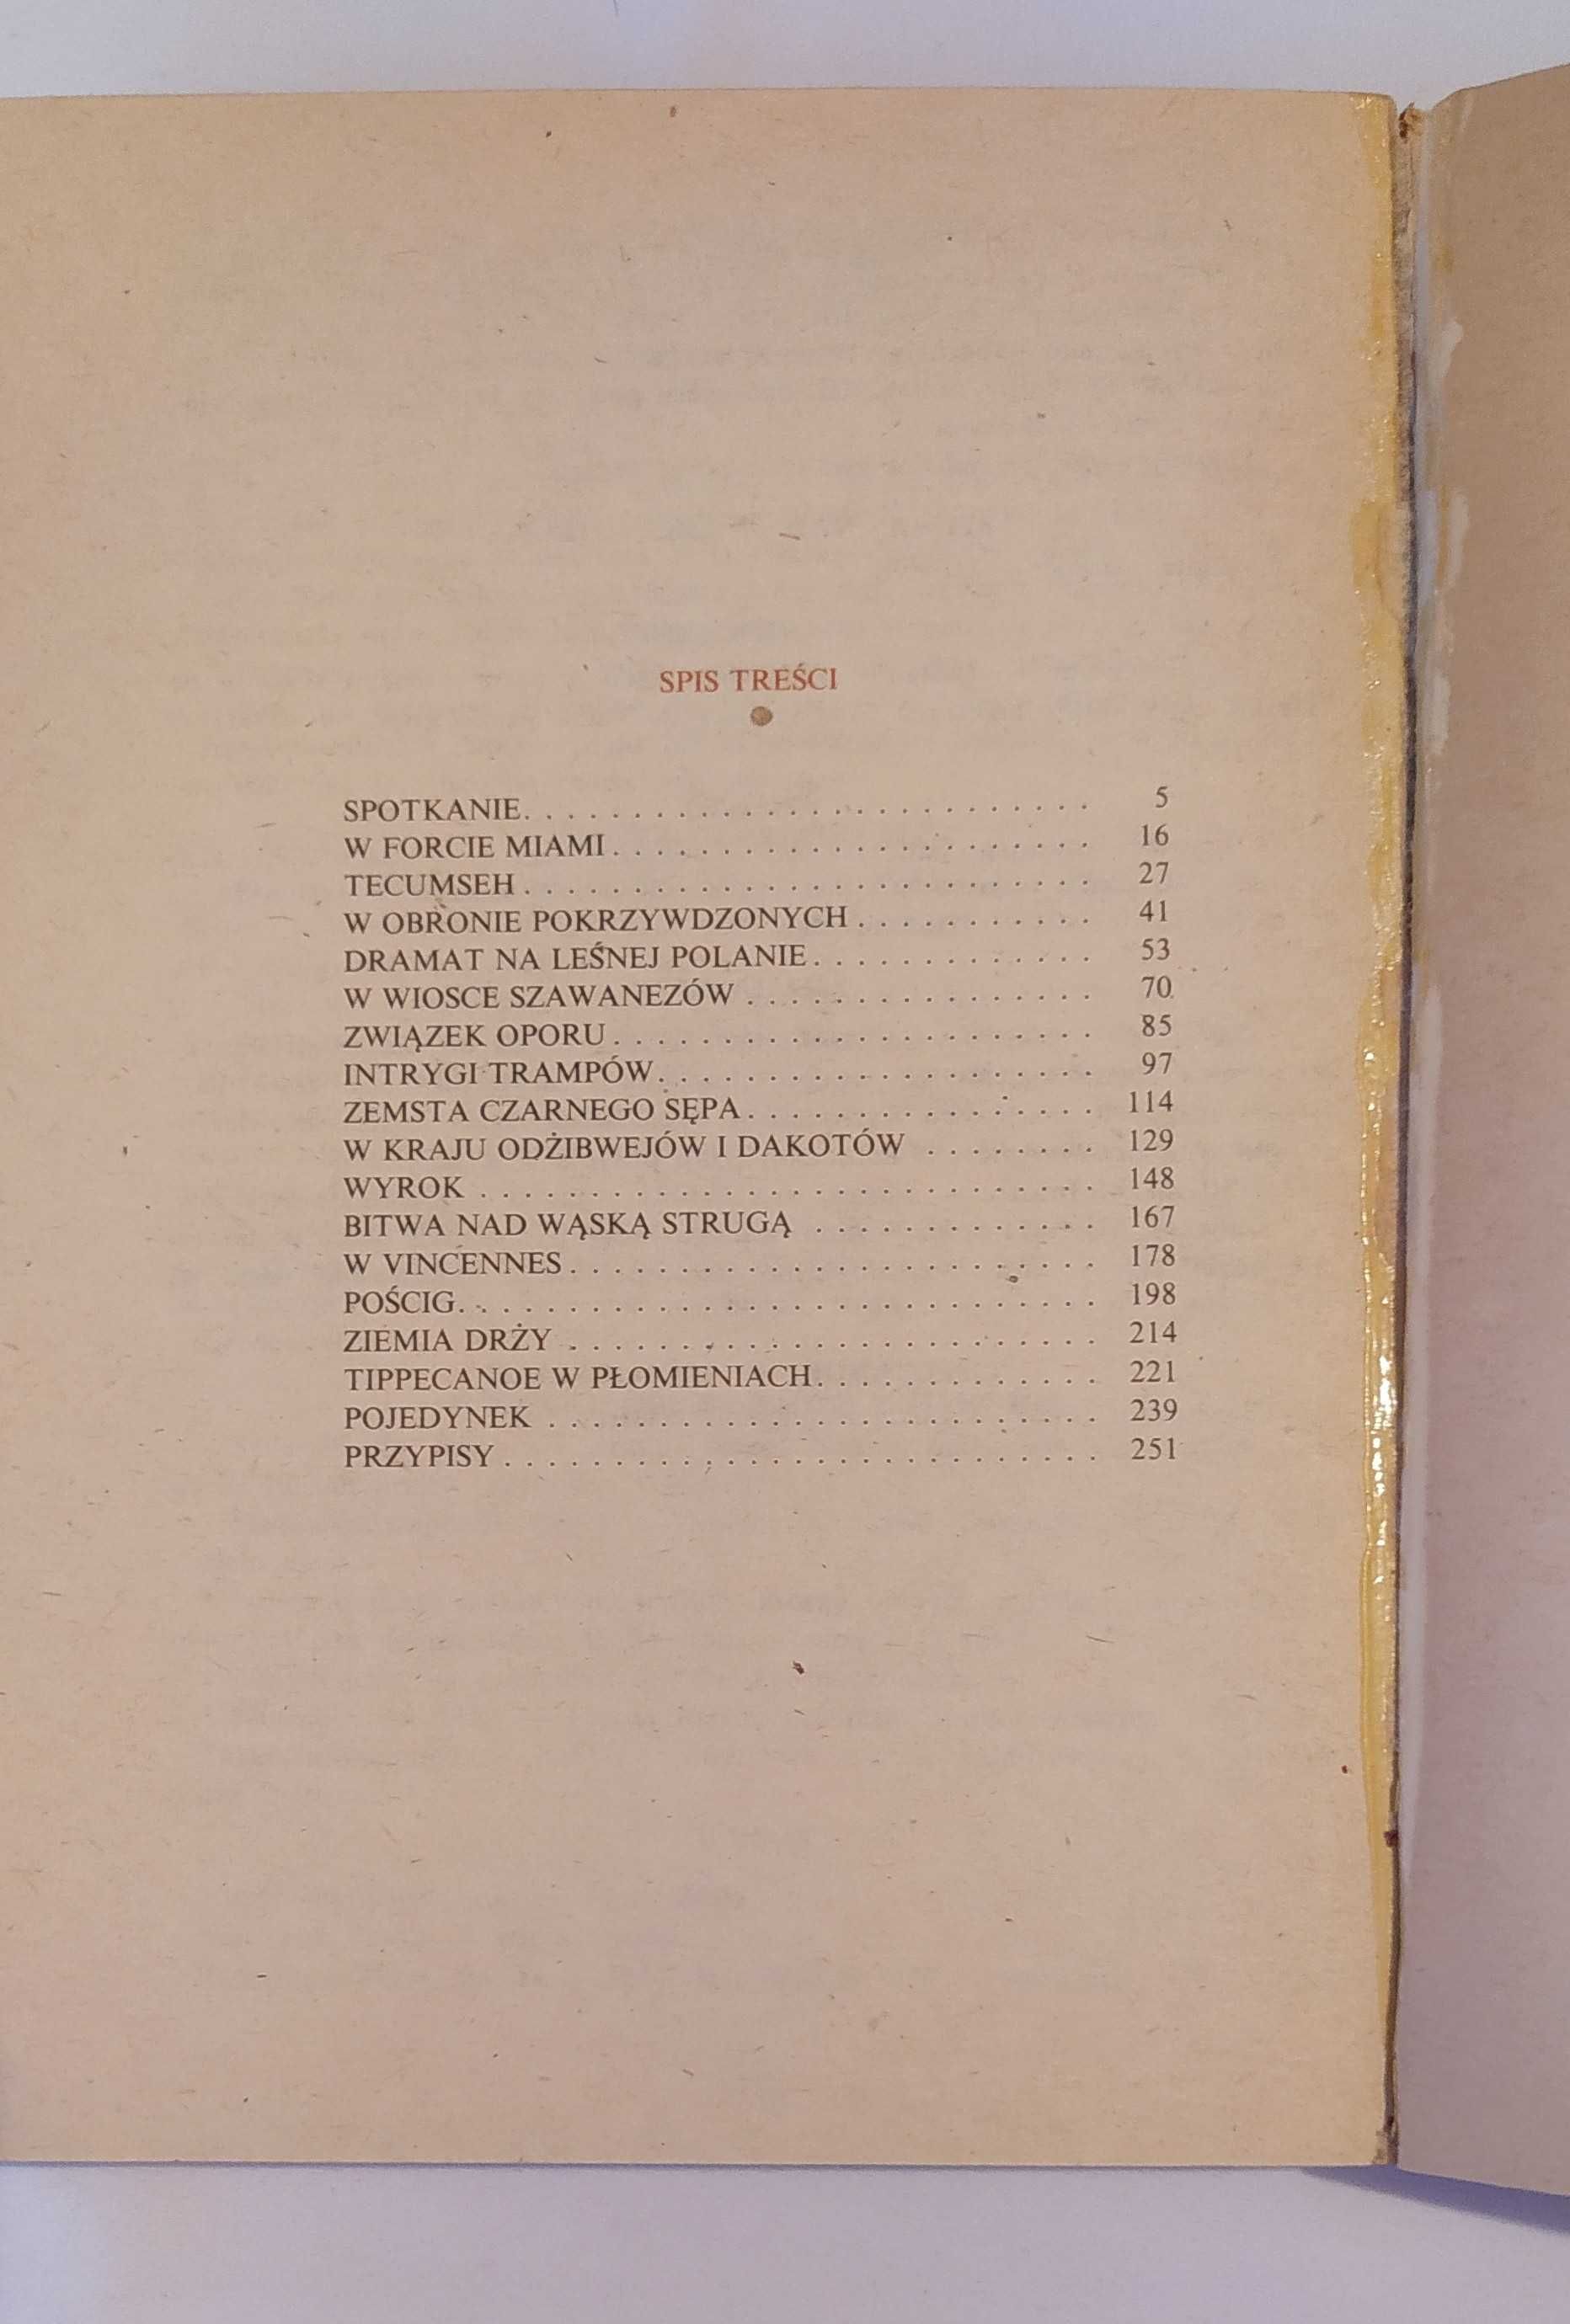 SPIS TREŚCI
SPOTKANIE. . . . . . . . . . . . . . . . . . . . . . . . . . 5
W FORCIE MIAMI . . . . . . . . . . . . . . . . . . . . . . 16
TECUMSEH . . . . . . . . . . . . . . . . . . . . . . . . . . 27
W OBRONIE POKRZYWDZONYCH . . . . . . . . . . . 41
DRAMAT NA LEŚNEJ POLANIE . . . . . . . . . . . . . 53
W WIOSCE SZAWANEZÓW . . . . . . . . . . . . . . . . 70
ZWIĄZEK OPORU . . . . . . . . . . . . . . . . . . . . . . 85
INTRYGI TRAMPÓW. . . . . . . . . . . . . . . . . . . . . 97
ZEMSTA CZARNEGO SĘPA . . . . . . . . . . . . . . . . 114
W KRAJU ODŻIBWEJÓW I DAKOTÓW . . . . . . . . 129
WYROK . . . . . . . . . . . . . . . . . . . . . . . . . . . . 148
BITWA NAD WĄSKĄ STRUGĄ . . . . . . . . . . . . . 167
W VINCENNES . . . . . . . . . . . . . . . . . . . . . . . . 178
POŚCIG. . . . . . . . . . . . . . . . . . . . . . . . . . . . . 198
ZIEMIA DRŻY . . . . . . . . . . . . . . . . . . . . . . . . 214
TIPPECANOE W PŁOMIENIACH . . . . . . . . . . . . . 221
POJEDYNEK . . . . . . . . . . . . . . . . . . . . . . . . . 239
PRZYPISY . . . . . . . . . . . . . . . . . . . . . . . . . . . 251